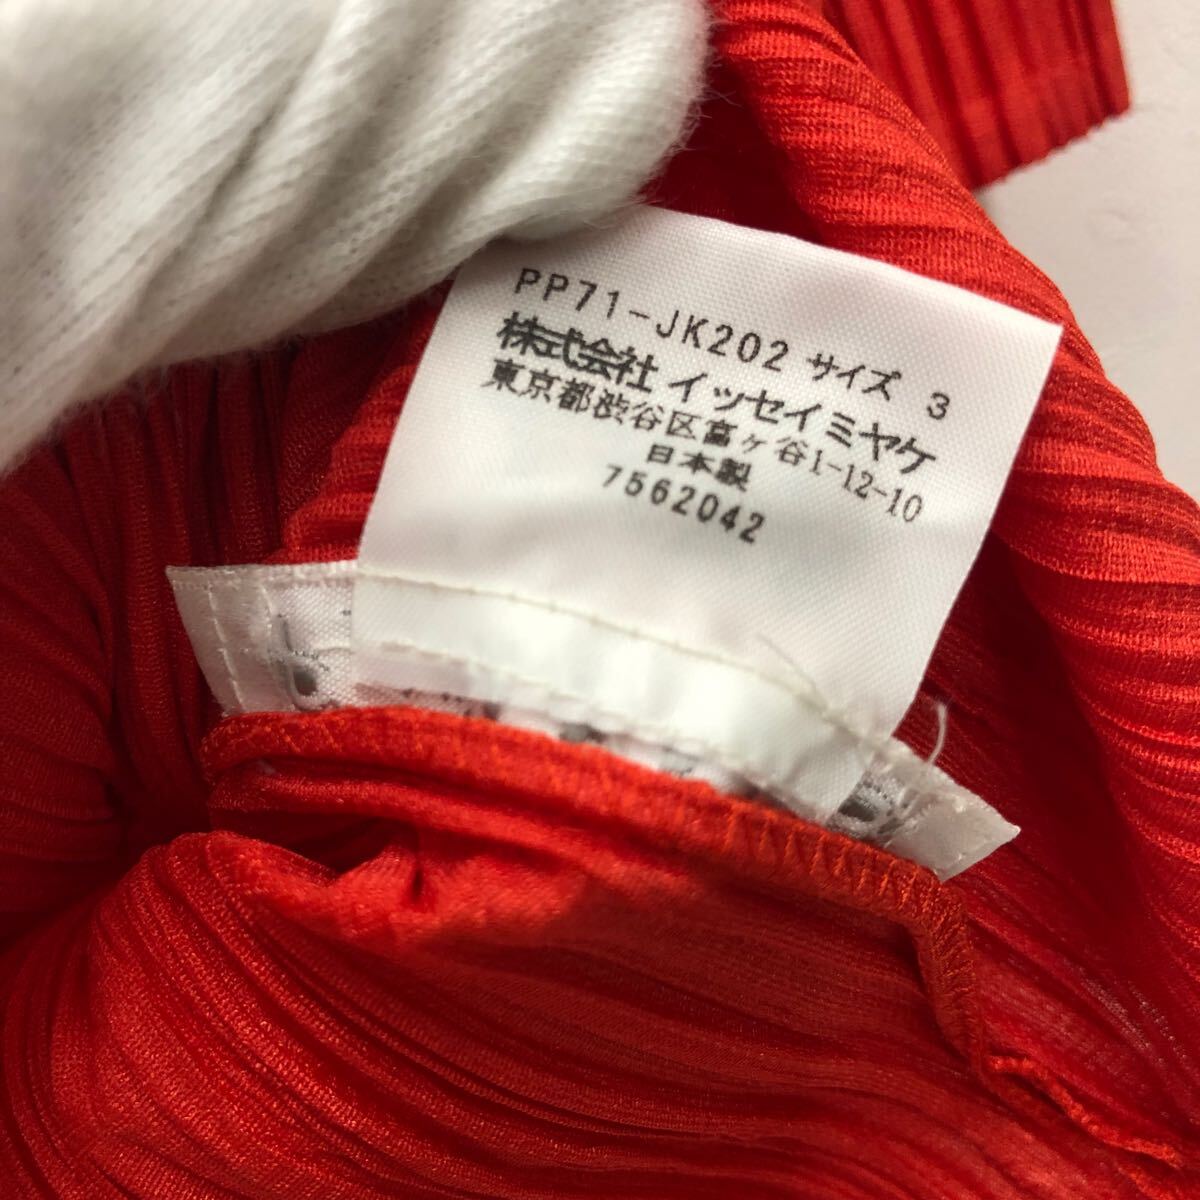 PP71-JK202 サイズ 3
株式会社 イッセイミヤケ
東京都渋谷区富ヶ谷1-12-10
日本製
7562042